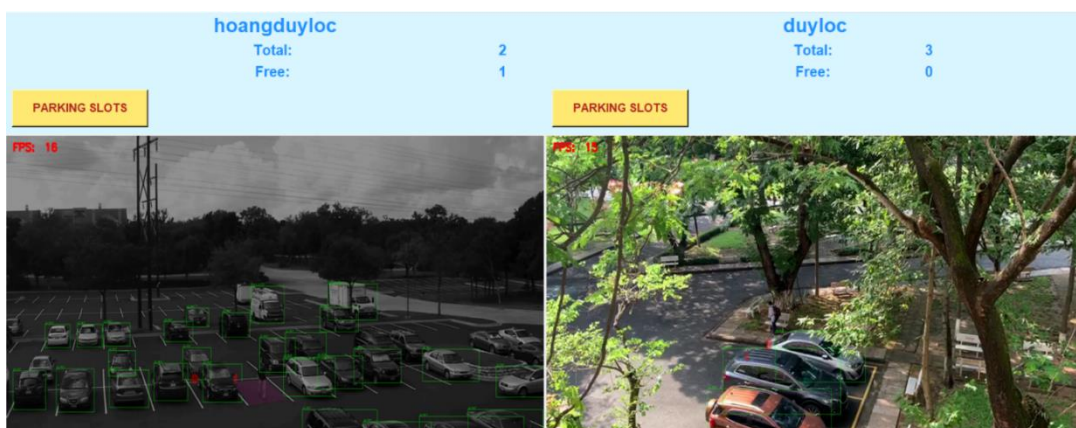 hoangduyloc
Total: 2
Free: 1
PARKING SLOTS
FPS: 16
duyloc
Total: 3
Free: 0
PARKING SLOTS
FPS: 15